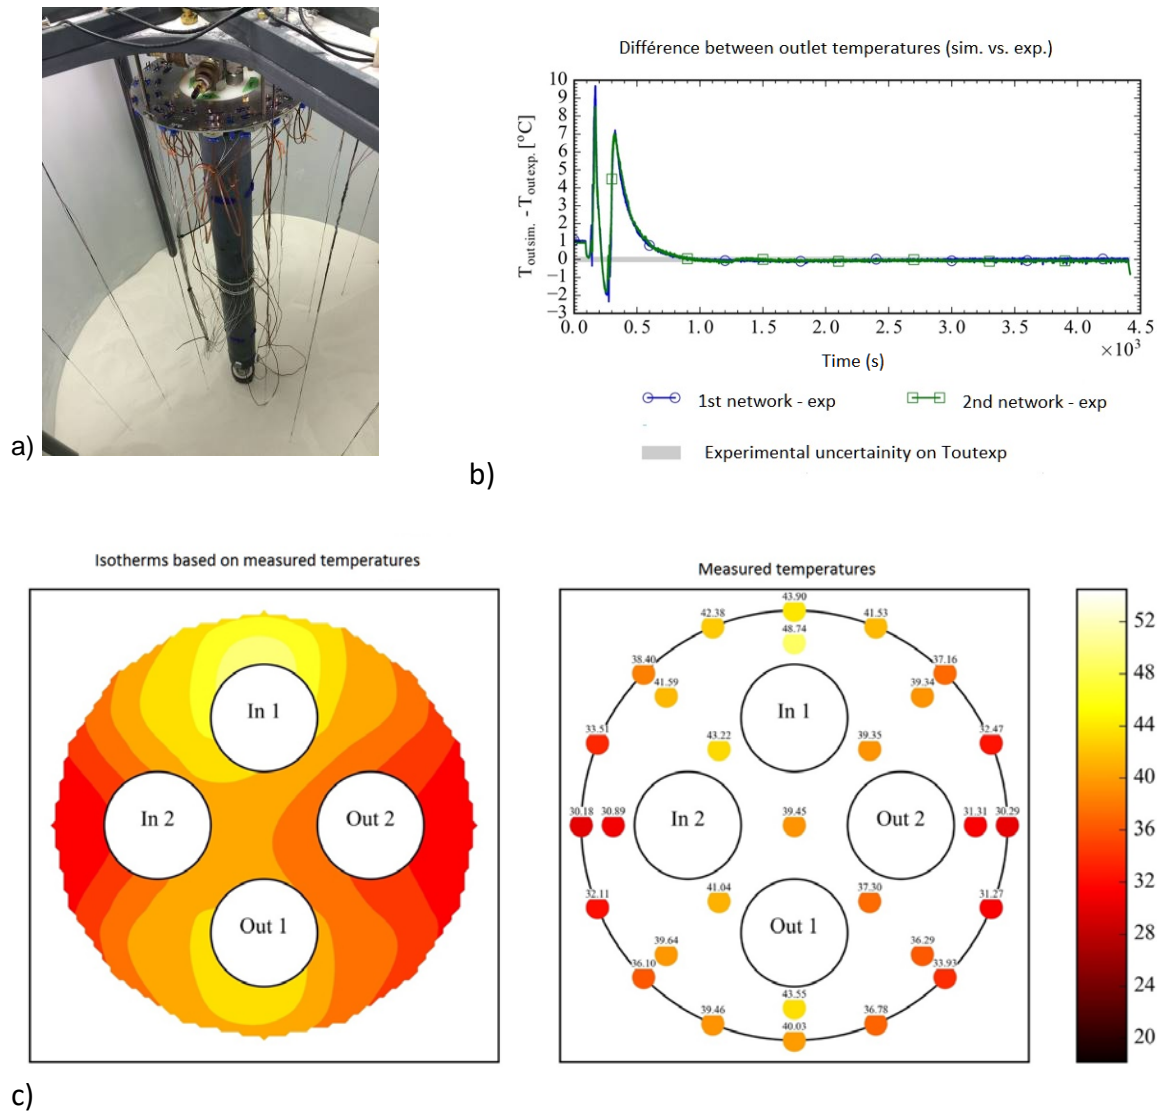 a)
Différence between outlet temperatures (sim. vs. exp.)
T out sim. - T out exp. [°C]
10
9
8
7
6
5
4
3
2
1
0
−1
−2
−3
0.0 0.5 1.0 1.5 2.0 2.5 3.0 3.5 4.0 4.5
×10³
Time (s)
1st network - exp 2nd network - exp
Experimental uncertainity on Toutexp
b)
Isotherms based on measured temperatures
In 1
In 2 Out 2
Out 1
Measured temperatures
43.90
42.38 41.53
48.74
38.40 37.16
41.59 39.34
In 1
33.51 43.22 39.35 32.47
30.18 30.89 In 2 39.45 Out 2 31.31 30.29
32.11 41.04 37.30 31.27
Out 1
39.64 36.29
36.10 33.93
43.55
39.46 36.78
40.03
52
48
44
40
36
32
28
24
20
c)